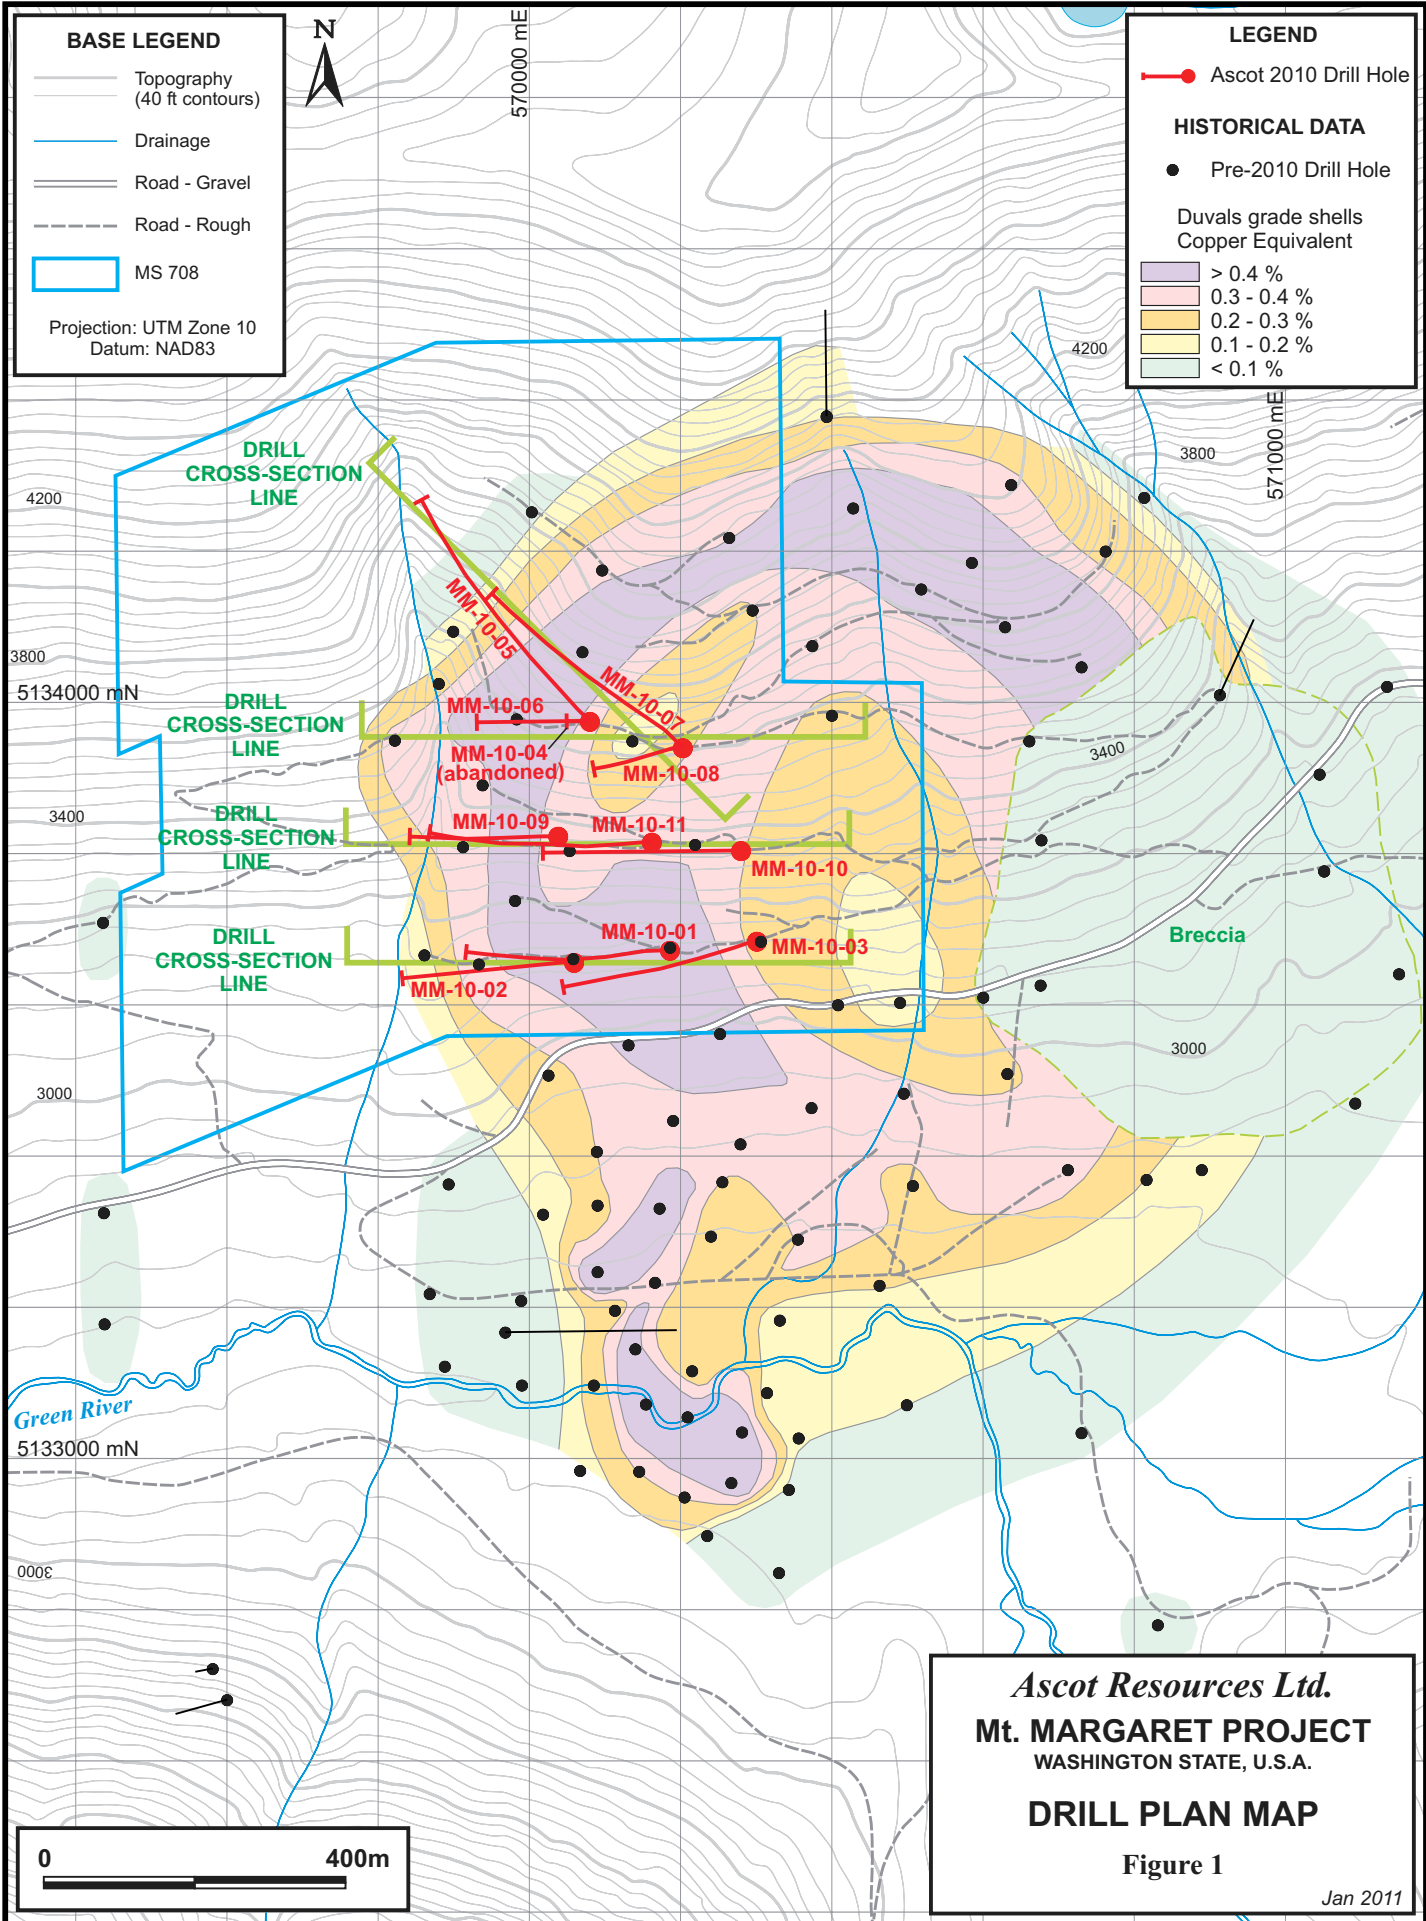 BASE LEGEND
Topography
(40 ft contours)
Drainage
Road - Gravel
Road - Rough
MS 708
Projection: UTM Zone 10
Datum: NAD83
N
570000 mE
LEGEND
Ascot 2010 Drill Hole
HISTORICAL DATA
Pre-2010 Drill Hole
Duvals grade shells
Copper Equivalent
> 0.4 %
0.3 - 0.4 %
0.2 - 0.3 %
0.1 - 0.2 %
< 0.1 %
4200
3800
571000 mE
DRILL
CROSS-SECTION
LINE
4200
MM-10-05
3800
5134000 mN
DRILL
CROSS-SECTION
LINE
MM-10-06
MM-10-07
MM-10-04
(abandoned)
MM-10-08
3400
3400
DRILL
CROSS-SECTION
LINE
MM-10-09
MM-10-11
MM-10-10
DRILL
CROSS-SECTION
LINE
MM-10-01
MM-10-03
MM-10-02
Breccia
3000
3000
Green River
5133000 mN
3000
Ascot Resources Ltd.
Mt. MARGARET PROJECT
WASHINGTON STATE, U.S.A.
DRILL PLAN MAP
Figure 1
Jan 2011
0 400m